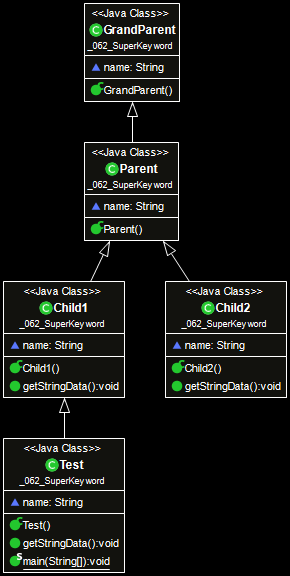 <<Java Class>>
GrandParent
_062_SuperKeyword
name: String
GrandParent()
<<Java Class>>
Parent
_062_SuperKeyword
name: String
Parent()
<<Java Class>>
Child1
_062_SuperKeyword
name: String
Child1()
getStringData():void
<<Java Class>>
Child2
_062_SuperKeyword
name: String
Child2()
getStringData():void
<<Java Class>>
Test
_062_SuperKeyword
name: String
Test()
getStringData():void
main(String[]):void